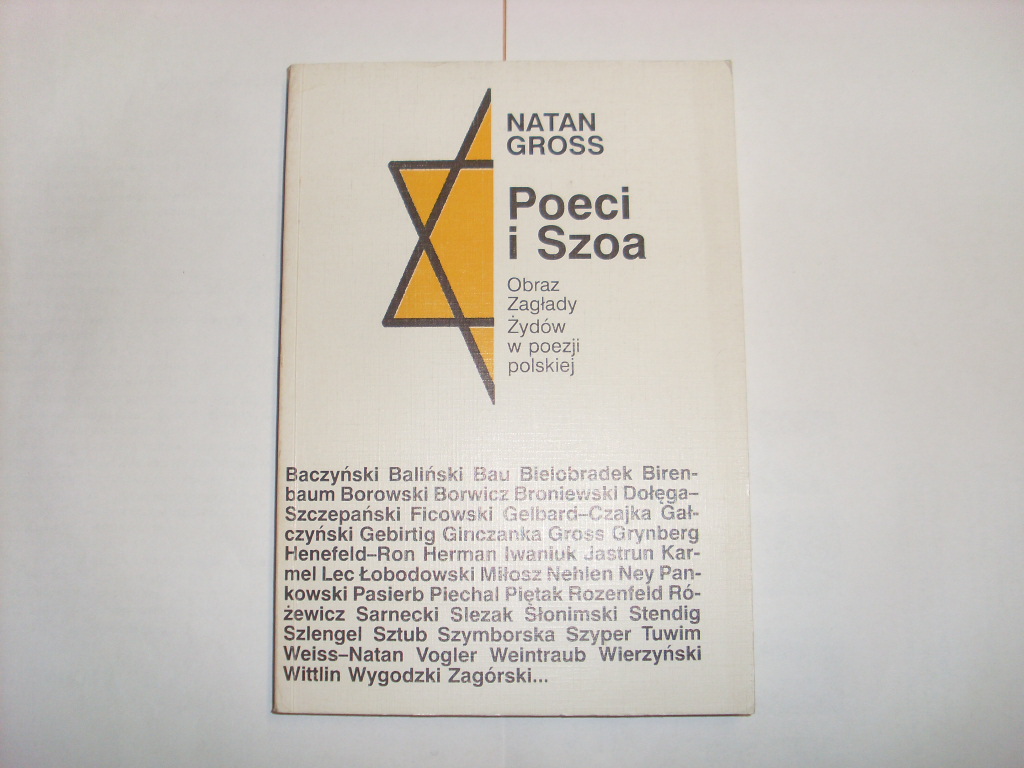 NATAN
GROSS
Poeci
i Szoa
Obraz
Zagłady
Żydów
w poezji
polskiej
Baczyński Baliński Bau Bielobradek Biren-
baum Borowski Borwicz Broniewski Dołęga–
Szczepański Ficowski Gelbard–Czajka Gał-
czyński Gebirtig Ginczanka Gross Grynberg
Henefeld–Ron Herman Iwaniuk Jastrun Kar-
mel Lec Łobodowski Miłosz Nehlen Ney Pan-
kowski Pasierb Piechal Piętak Rozenfeld Ró-
żewicz Sarnecki Slezak Słonimski Stendig
Szlengel Sztub Szymborska Szyper Tuwim
Weiss–Natan Vogler Weintraub Wierzyński
Wittlin Wygodzki Zagórski...